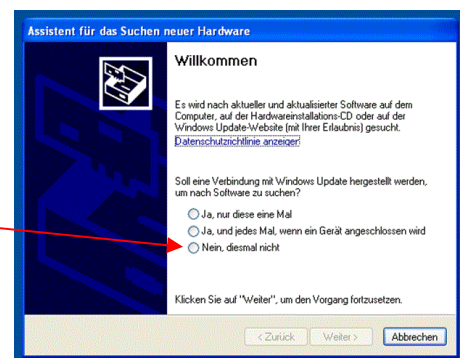 Assistent für das Suchen neuer Hardware
Willkommen
Es wird nach aktueller und aktualisierter Software auf dem
Computer, auf der Hardwareinstallations-CD oder auf der
Windows Update-Website (mit Ihrer Erlaubnis) gesucht.
Datenschutzrichtlinie anzeigen
Soll eine Verbindung mit Windows Update hergestellt werden,
um nach Software zu suchen?
Ja, nur diese eine Mal
Ja, und jedes Mal, wenn ein Gerät angeschlossen wird
Nein, diesmal nicht
Klicken Sie auf "Weiter", um den Vorgang fortzusetzen.
< Zurück
Weiter >
Abbrechen